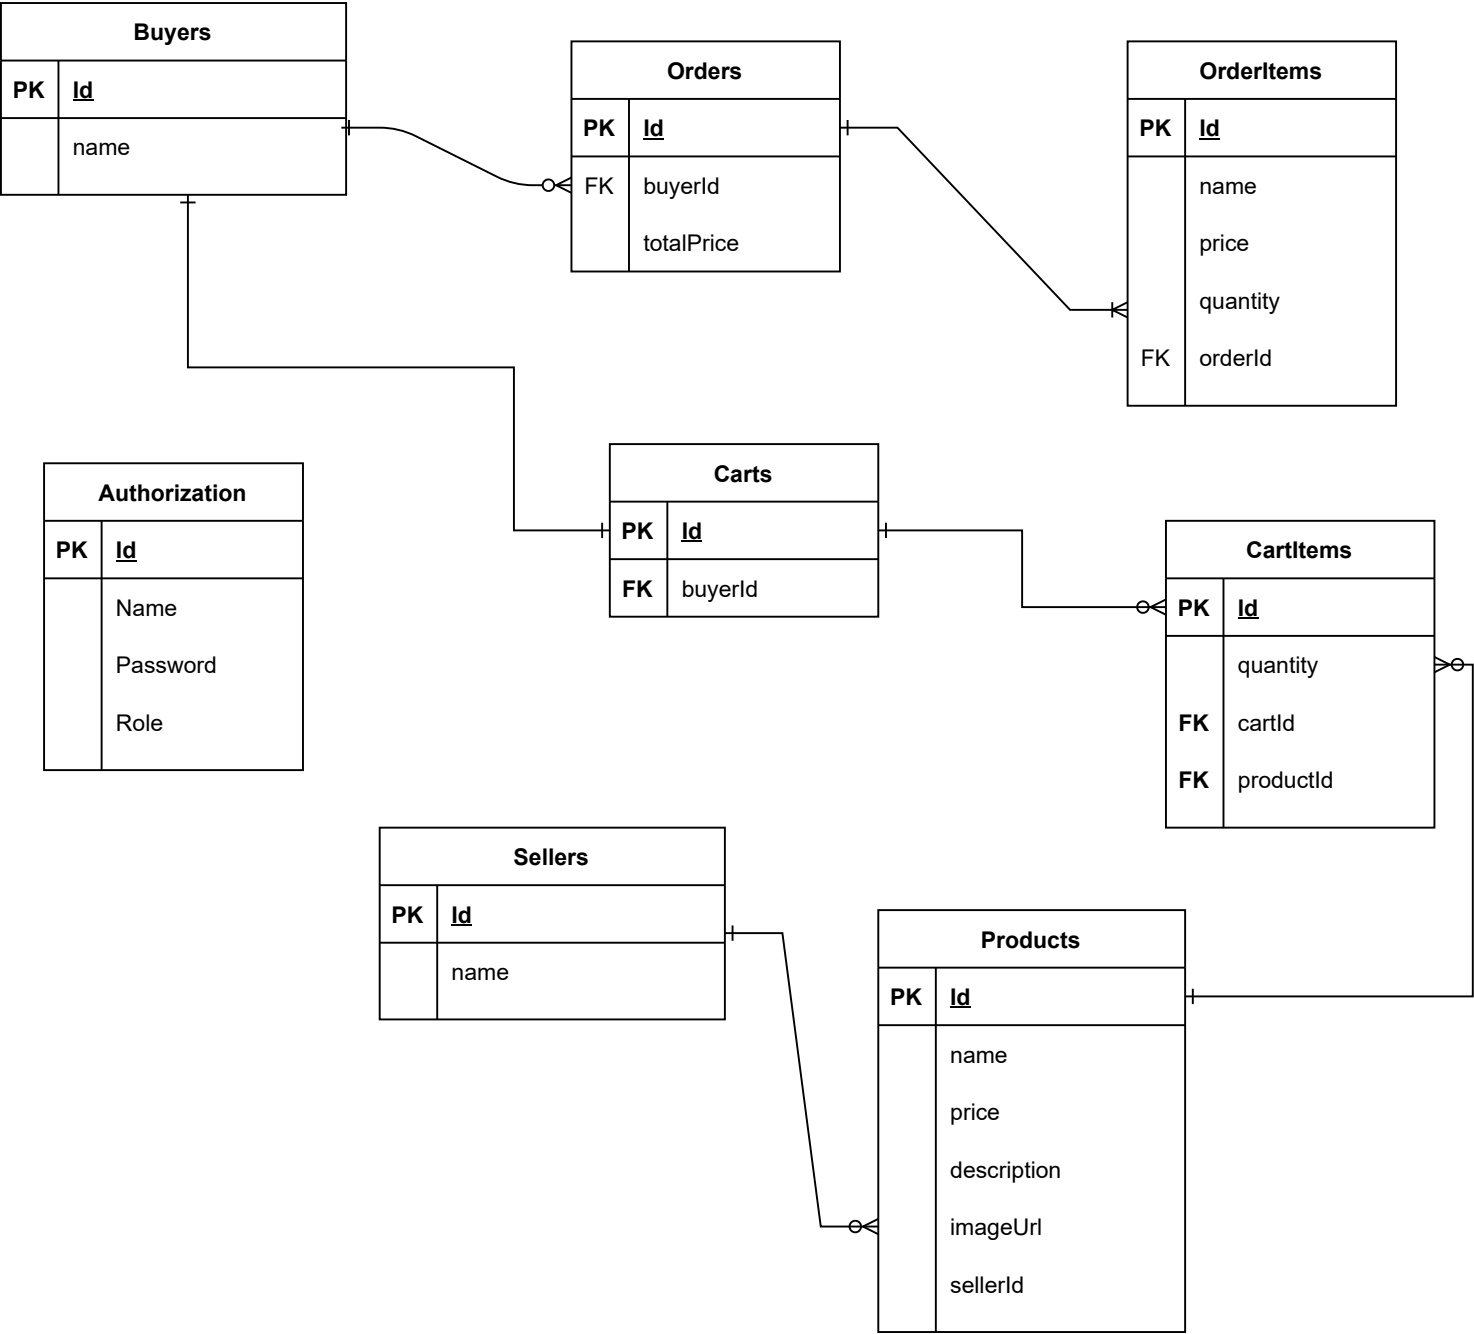 Buyers
PK Id
name
Orders
PK Id
FK buyerId
totalPrice
OrderItems
PK Id
name
price
quantity
FK orderId
Authorization
PK Id
Name
Password
Role
Carts
PK Id
FK buyerId
CartItems
PK Id
quantity
FK cartId
FK productId
Sellers
PK Id
name
Products
PK Id
name
price
description
imageUrl
sellerId